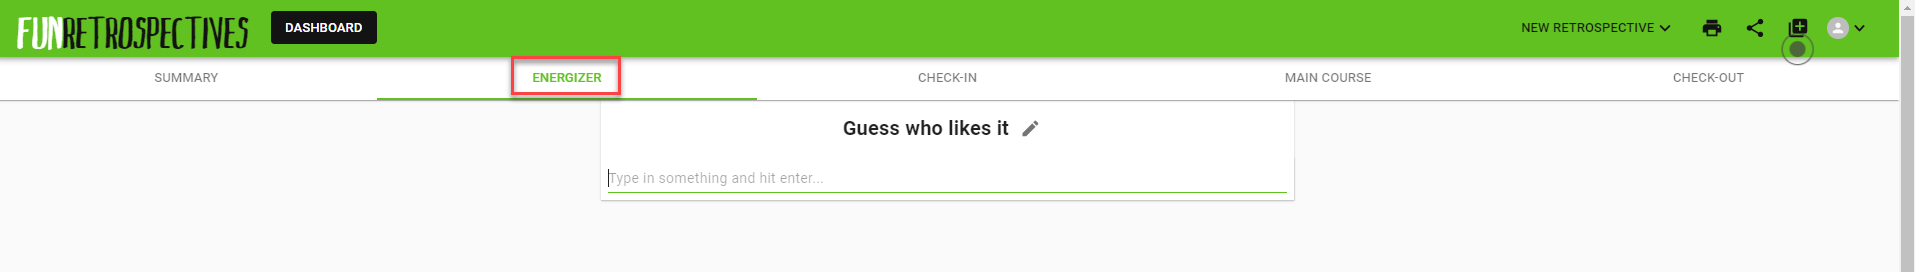 FUNRETROSPECTIVES DASHBOARD NEW RETROSPECTIVE
SUMMARY ENERGIZER CHECK-IN MAIN COURSE CHECK-OUT
Guess who likes it
Type in something and hit enter...